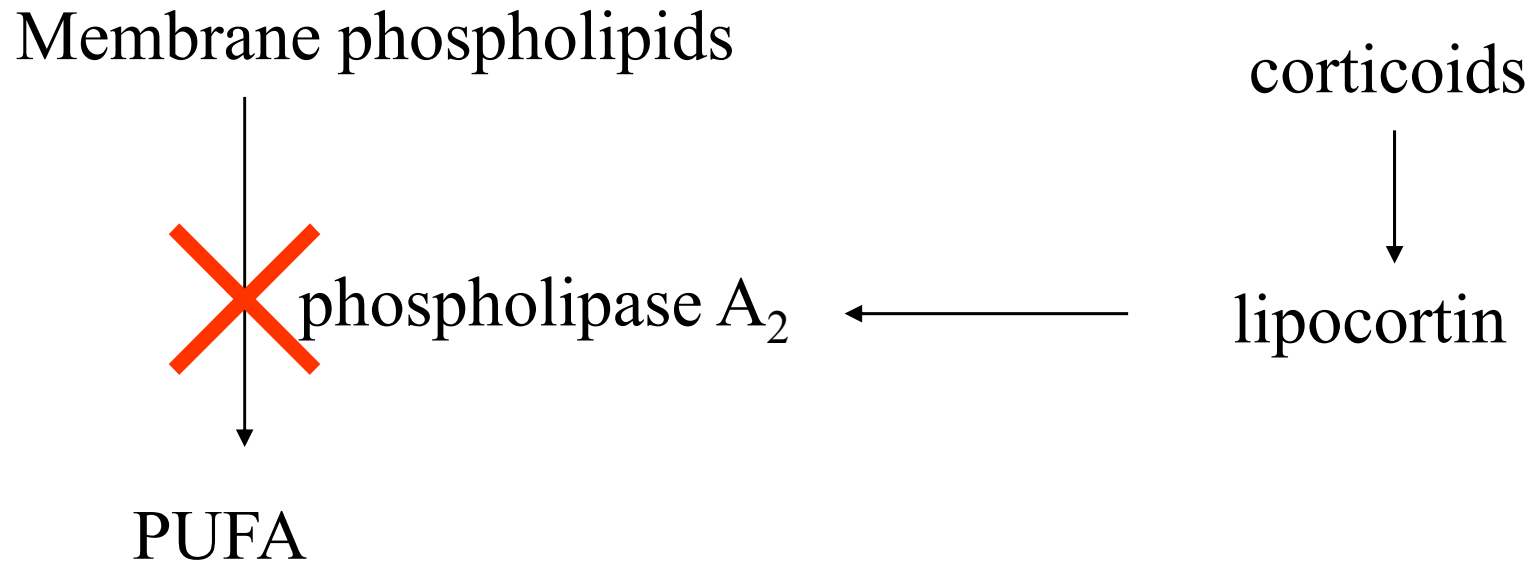 Membrane phospholipids
corticoids
phospholipase A₂
lipocortin
PUFA